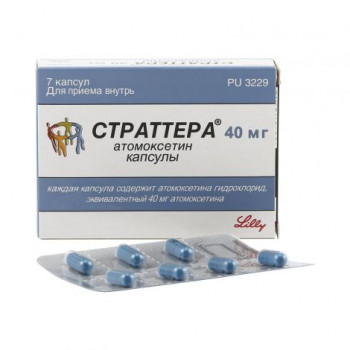 7 капсул
Для приема внутрь
PU 3229
СТРАТТЕРА® 40 мг
атомоксетин
капсулы
каждая капсула содержит атомоксетина гидрохлорид,
эквивалентный 40 мг атомоксетина
Lilly